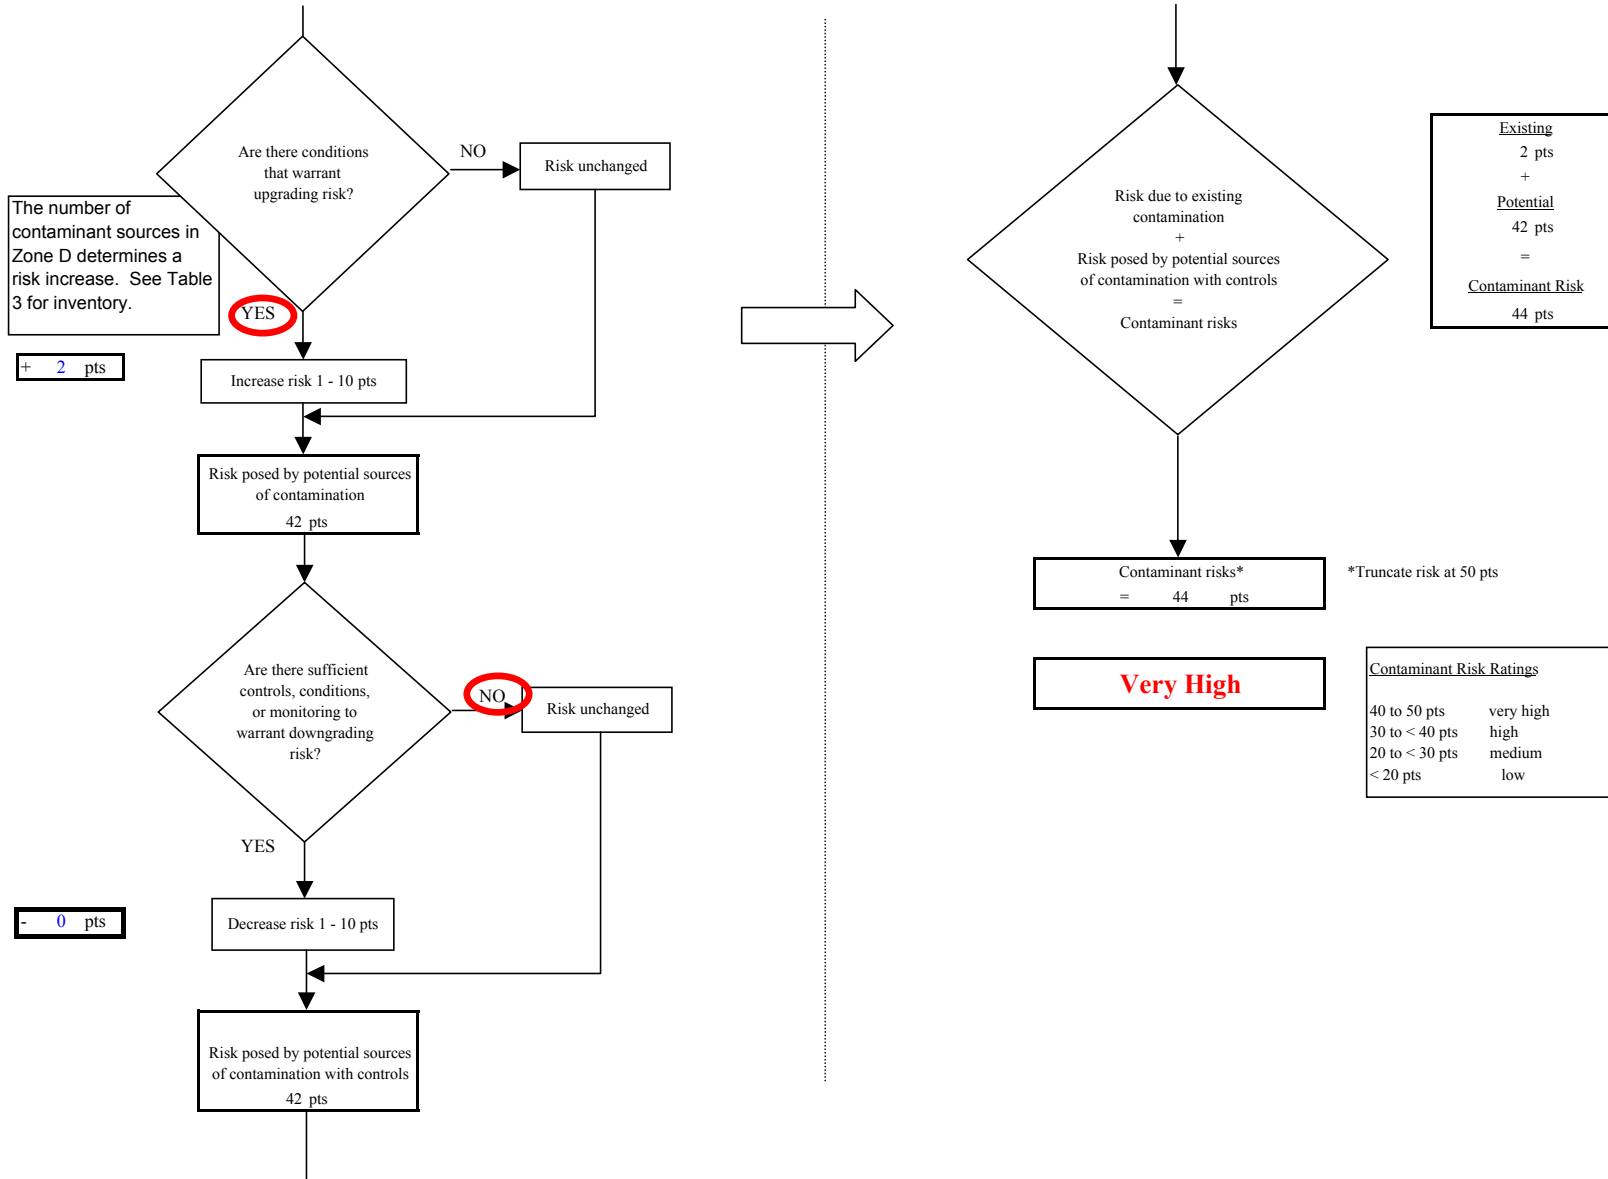 Are there conditions
that warrant
upgrading risk?
NO
Risk unchanged
The number of
contaminant sources in
Zone D determines a
risk increase.  See Table
3 for inventory.
YES
+ 2 pts
Increase risk 1 - 10 pts
Risk posed by potential sources
of contamination
42 pts
Are there sufficient
controls, conditions,
or monitoring to
warrant downgrading
risk?
NO
Risk unchanged
YES
- 0 pts
Decrease risk 1 - 10 pts
Risk posed by potential sources
of contamination with controls
42 pts
Risk due to existing
contamination
+
Risk posed by potential sources
of contamination with controls
=
Contaminant risks
Existing
2 pts
+
Potential
42 pts
=
Contaminant Risk
44 pts
Contaminant risks*
= 44 pts
*Truncate risk at 50 pts
Very High
Contaminant Risk Ratings
40 to 50 pts very high
30 to < 40 pts high
20 to < 30 pts medium
< 20 pts low